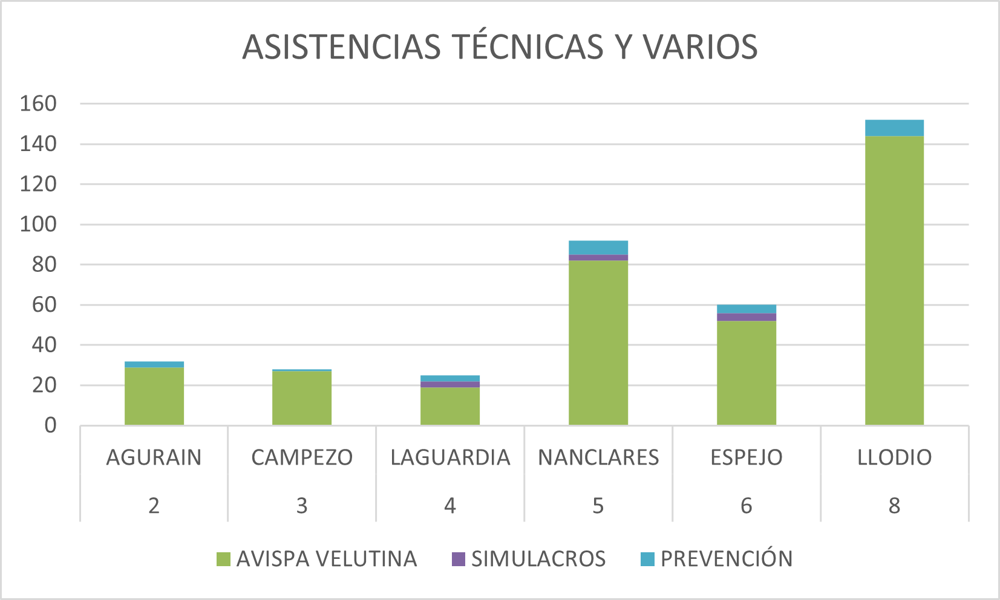 ASISTENCIAS TÉCNICAS Y VARIOS
160
140
120
100
80
60
40
20
0
AGURAIN CAMPEZO LAGUARDIA NANCLARES ESPEJO LLODIO
2 3 4 5 6 8
AVISPA VELUTINA SIMULACROS PREVENCIÓN